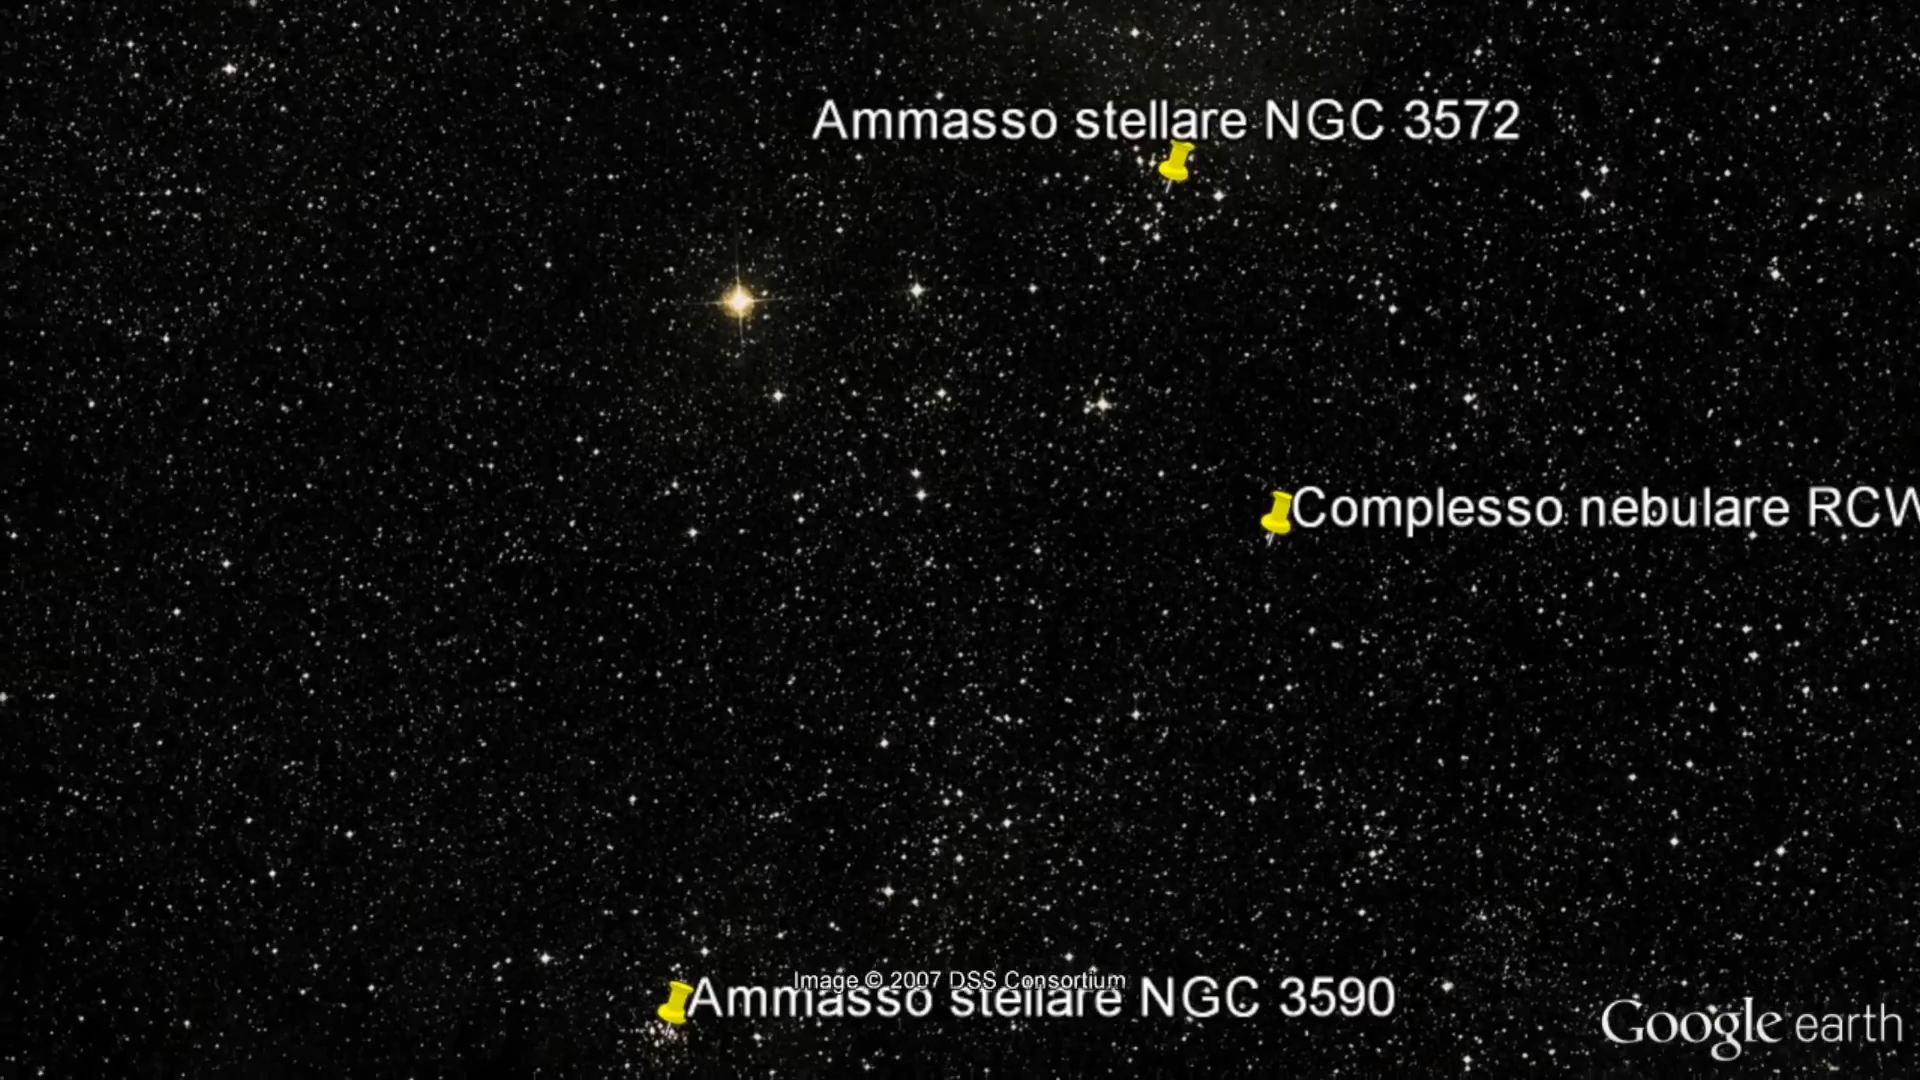 Ammasso stellare NGC 3572
Complesso nebulare RCW
Image © 2007 DSS Consortium
Ammasso stellare NGC 3590
Google earth